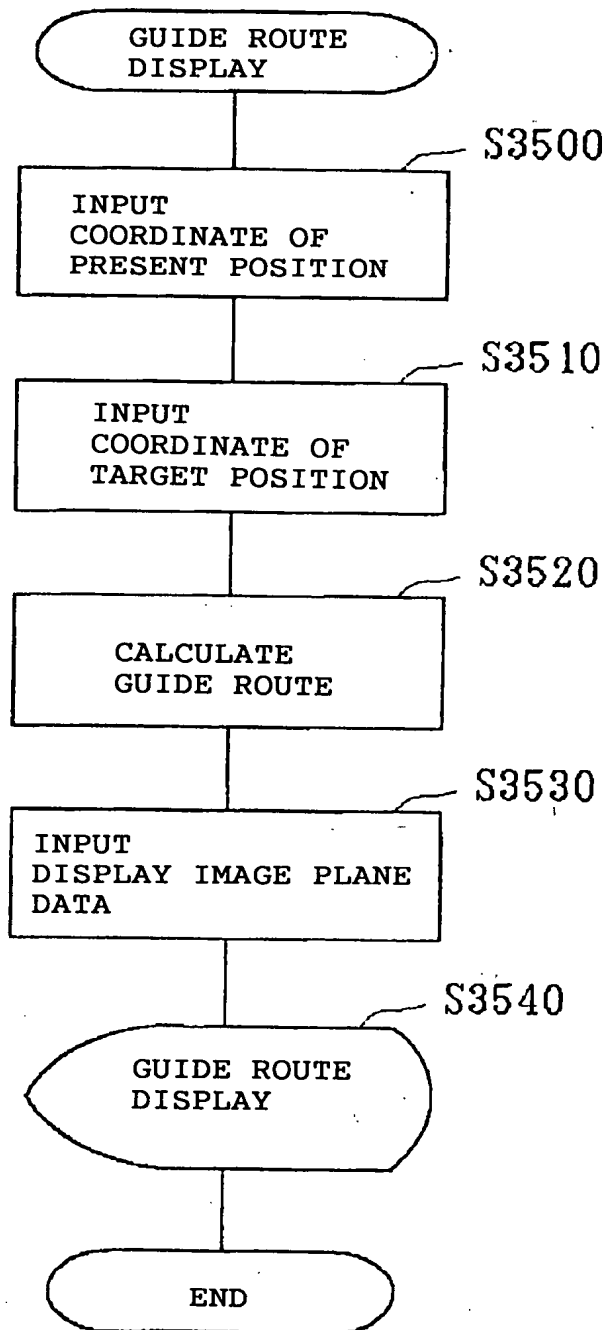 GUIDE ROUTE
DISPLAY
S3500
INPUT
COORDINATE OF
PRESENT POSITION
S3510
INPUT
COORDINATE OF
TARGET POSITION
S3520
CALCULATE
GUIDE ROUTE
S3530
INPUT
DISPLAY IMAGE PLANE
DATA
S3540
GUIDE ROUTE
DISPLAY
END